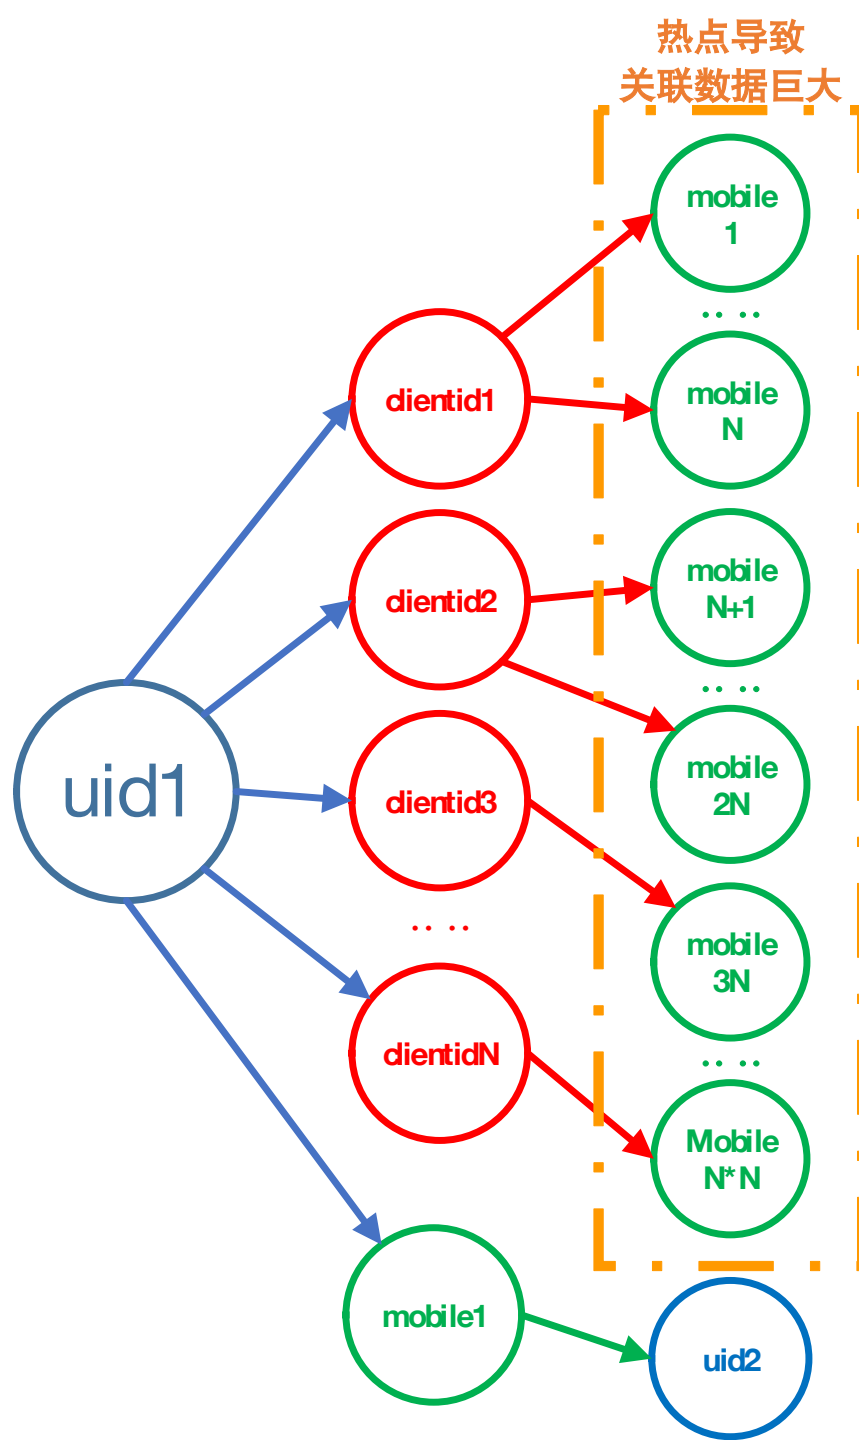 热点导致
关联数据巨大
mobile
1
.. ..
clientid1
mobile
N
clientid2
mobile
N+1
.. ..
uid1
clientid3
mobile
2N
.. ..
mobile
3N
clientidN
.. ..
Mobile
N*N
mobile1
uid2